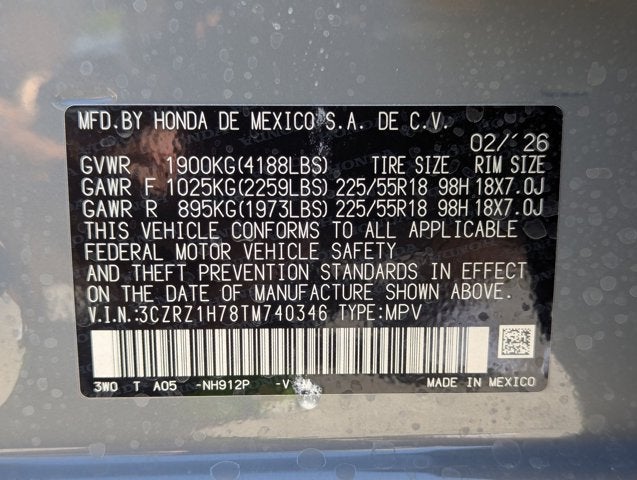 MFD.BY HONDA DE MEXICO S.A. DE C.V.
02/'26
GVWR 1900KG(4188LBS) TIRE SIZE RIM SIZE
GAWR F 1025KG(2259LBS) 225/55R18 98H 18X7.0J
GAWR R 895KG(1973LBS) 225/55R18 98H 18X7.0J
THIS VEHICLE CONFORMS TO ALL APPLICABLE
FEDERAL MOTOR VEHICLE SAFETY
AND THEFT PREVENTION STANDARDS IN EFFECT
ON THE DATE OF MANUFACTURE SHOWN ABOVE.
V.I.N.:3CZRZ1H78TM740346 TYPE:MPV
3W0 T A05 -NH912P -V M MADE IN MEXICO